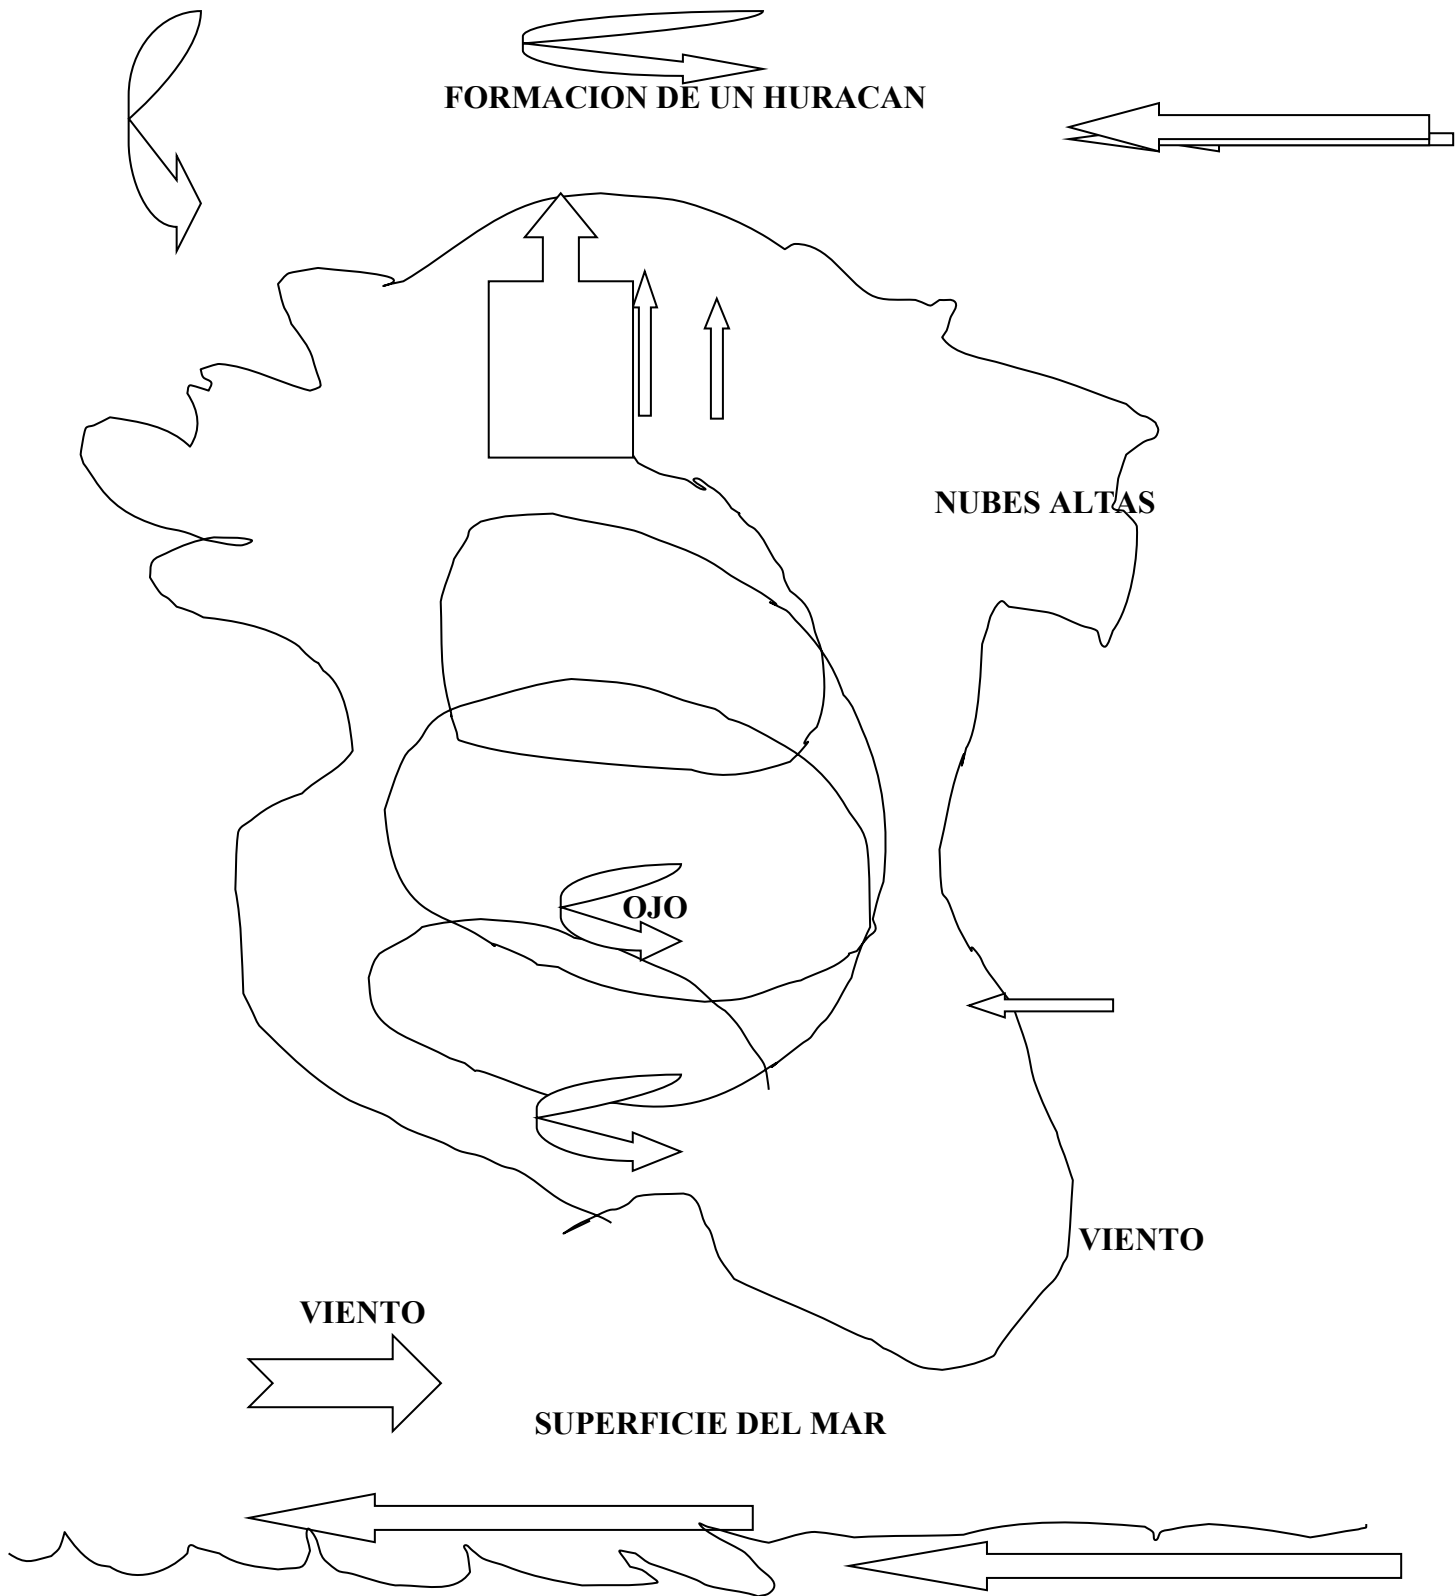 FORMACION DE UN HURACAN
NUBES ALTAS
OJO
VIENTO
VIENTO
SUPERFICIE DEL MAR